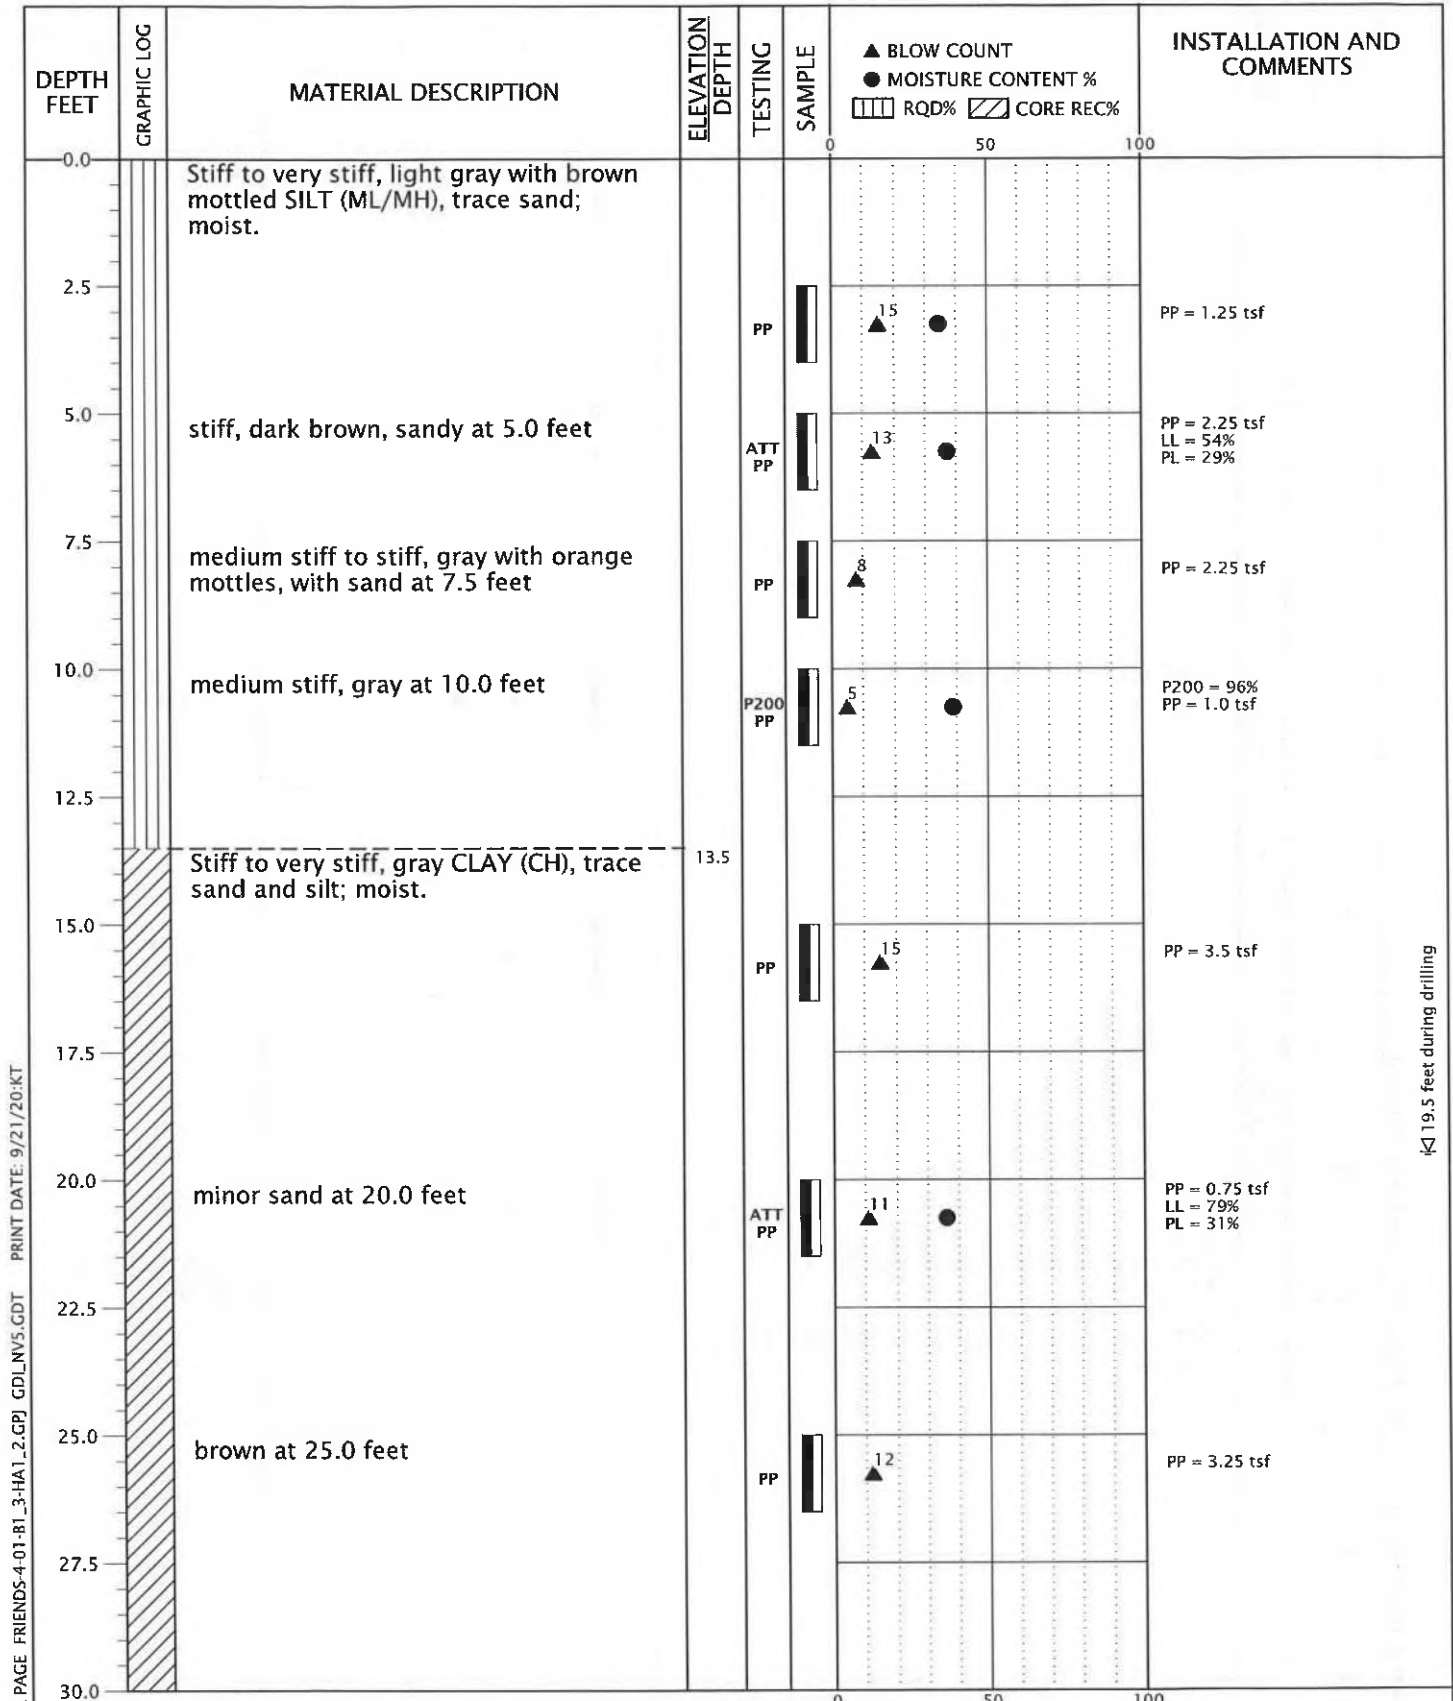 DEPTH
FEET
GRAPHIC LOG
MATERIAL DESCRIPTION
ELEVATION
DEPTH
TESTING
SAMPLE
▲ BLOW COUNT
● MOISTURE CONTENT %
RQD% CORE REC%
0 50 100
INSTALLATION AND
COMMENTS
0.0
Stiff to very stiff, light gray with brown
mottled SILT (ML/MH), trace sand;
moist.
2.5
PP
15
PP = 1.25 tsf
5.0
stiff, dark brown, sandy at 5.0 feet
ATT
PP
13
PP = 2.25 tsf
LL = 54%
PL = 29%
7.5
medium stiff to stiff, gray with orange
mottles, with sand at 7.5 feet
PP
8
PP = 2.25 tsf
10.0
medium stiff, gray at 10.0 feet
P200
PP
5
P200 = 96%
PP = 1.0 tsf
12.5
Stiff to very stiff, gray CLAY (CH), trace
sand and silt; moist.
13.5
15.0
PP
15
PP = 3.5 tsf
17.5
19.5 feet during drilling
20.0
minor sand at 20.0 feet
ATT
PP
11
PP = 0.75 tsf
LL = 79%
PL = 31%
22.5
25.0
brown at 25.0 feet
PP
12
PP = 3.25 tsf
27.5
30.0
0 50 100
PAGE FRIENDS-4-01-B1_3-HA1_2.GPJ GDI_NV5.GDT PRINT DATE: 9/21/20:KT